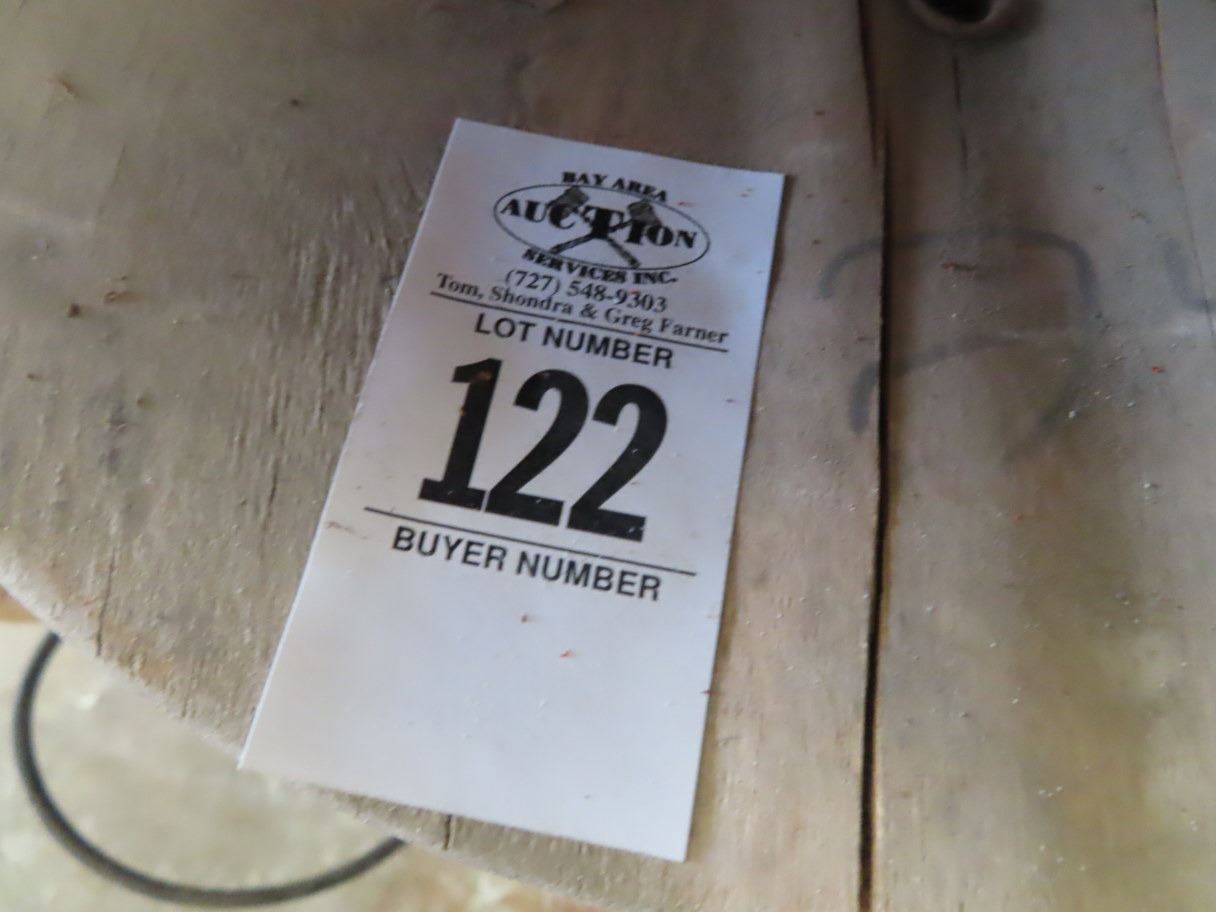 BAY AREA
AUCTION
SERVICES INC.
(727) 548-9303
Tom, Shondra & Greg Farner
LOT NUMBER
122
BUYER NUMBER